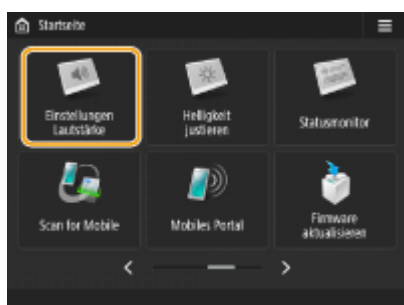 Startseite
Einstellungen
Lautstärke
Helligkeit
justieren
Statusmonitor
Scan for Mobile
Mobiles Portal
Firmware
aktualisieren